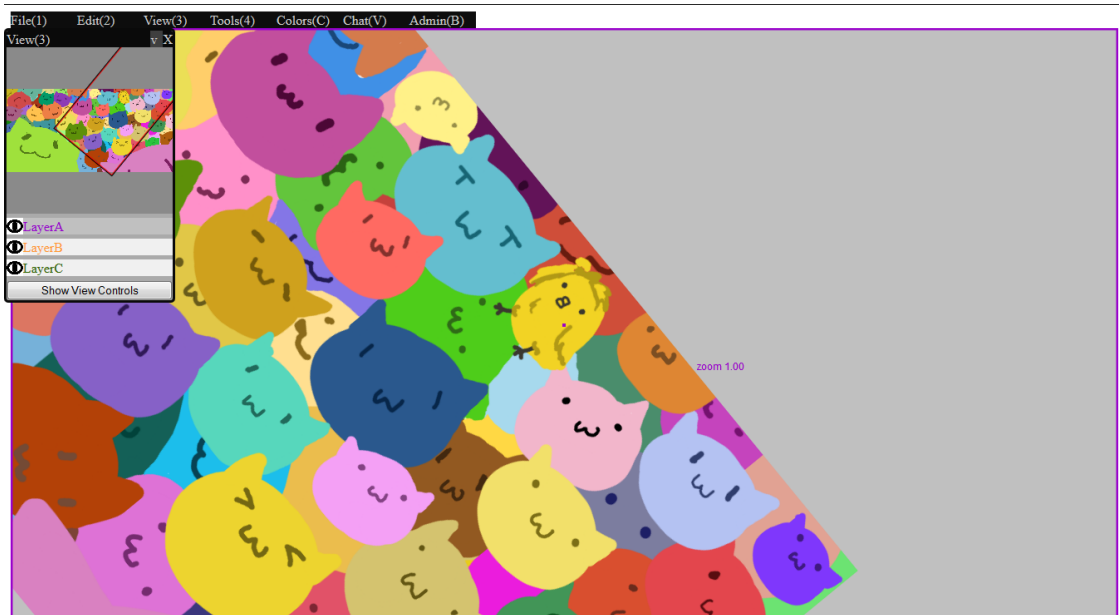 File(1) Edit(2) View(3) Tools(4) Colors(C) Chat(V) Admin(B)
View(3) v X
LayerA
LayerB
LayerC
Show View Controls
zoom 1.00